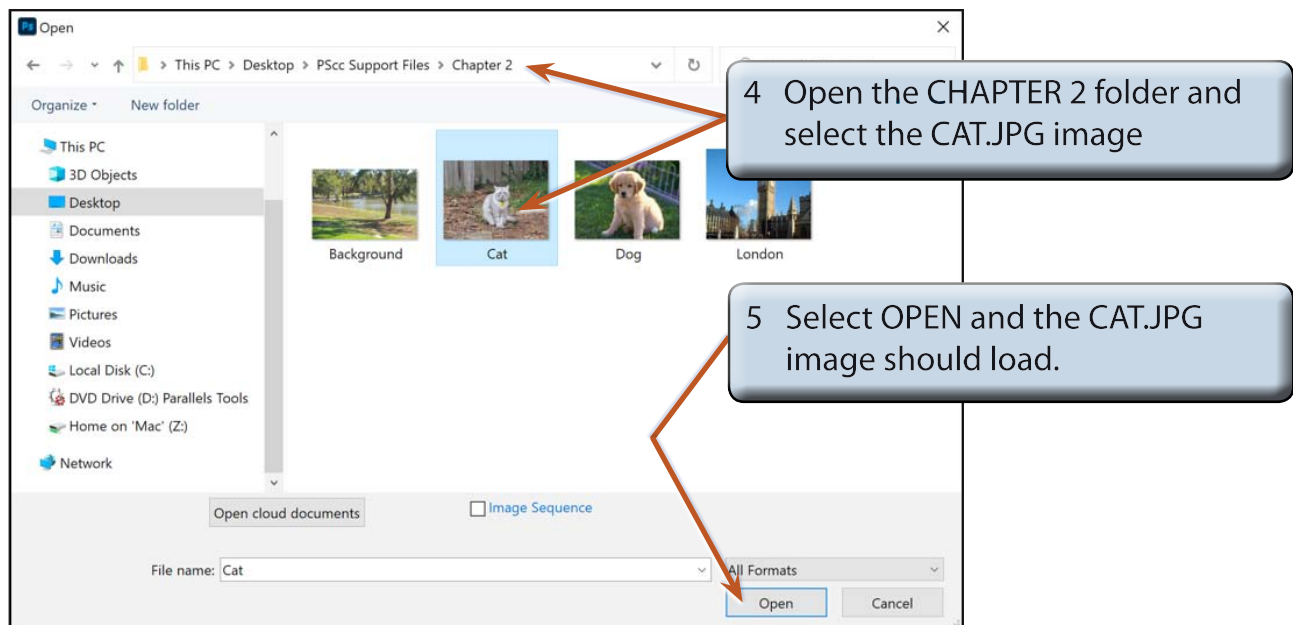 Ps Open
This PC > Desktop > PScc Support Files > Chapter 2
4 Open the CHAPTER 2 folder and
select the CAT.JPG image
Organize
New folder
This PC
3D Objects
Desktop
Documents
Downloads
Music
Pictures
Videos
Local Disk (C:)
DVD Drive (D:) Parallels Tools
Home on 'Mac' (Z:)
Network
Background
Cat
Dog
London
5 Select OPEN and the CAT.JPG
image should load.
Open cloud documents
Image Sequence
File name: Cat
All Formats
Open
Cancel